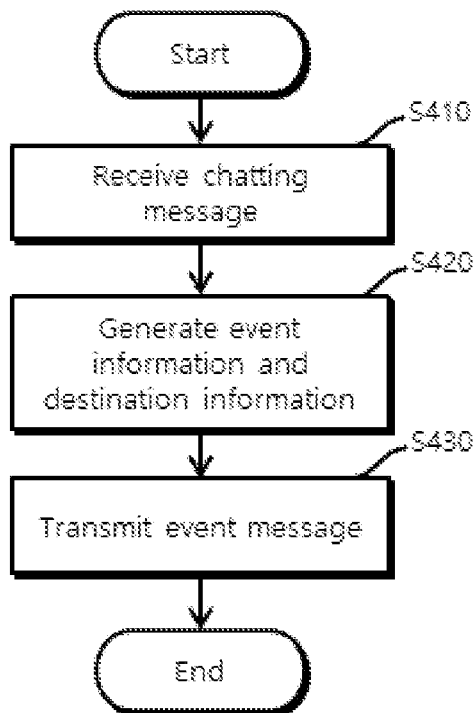 Start
S410
Receive chatting
message
S420
Generate event
information and
destination information
S430
Transmit event message
End